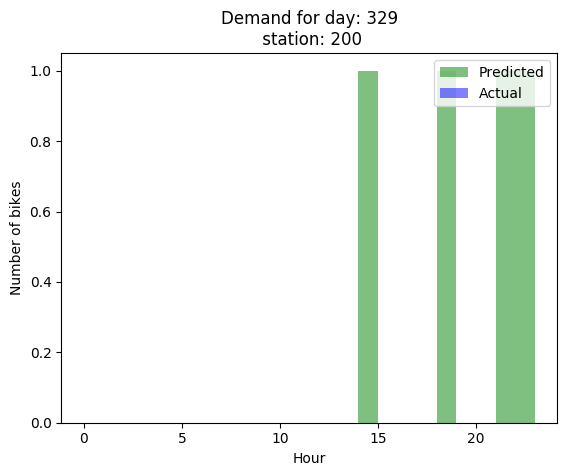 Demand for day: 329
station: 200
Predicted
Actual
1.0
0.8
0.6
0.4
0.2
0.0
Number of bikes
0 5 10 15 20
Hour